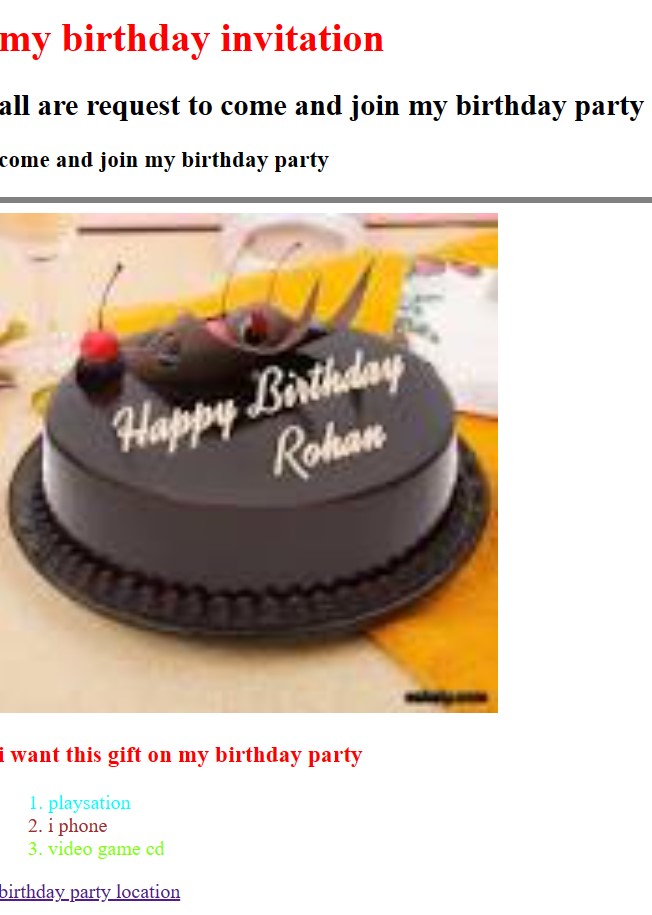 my birthday invitation
all are request to come and join my birthday party
come and join my birthday party
Happy Birthday
Rohan
i want this gift on my birthday party
1. playsation
2. i phone
3. video game cd
birthday party location